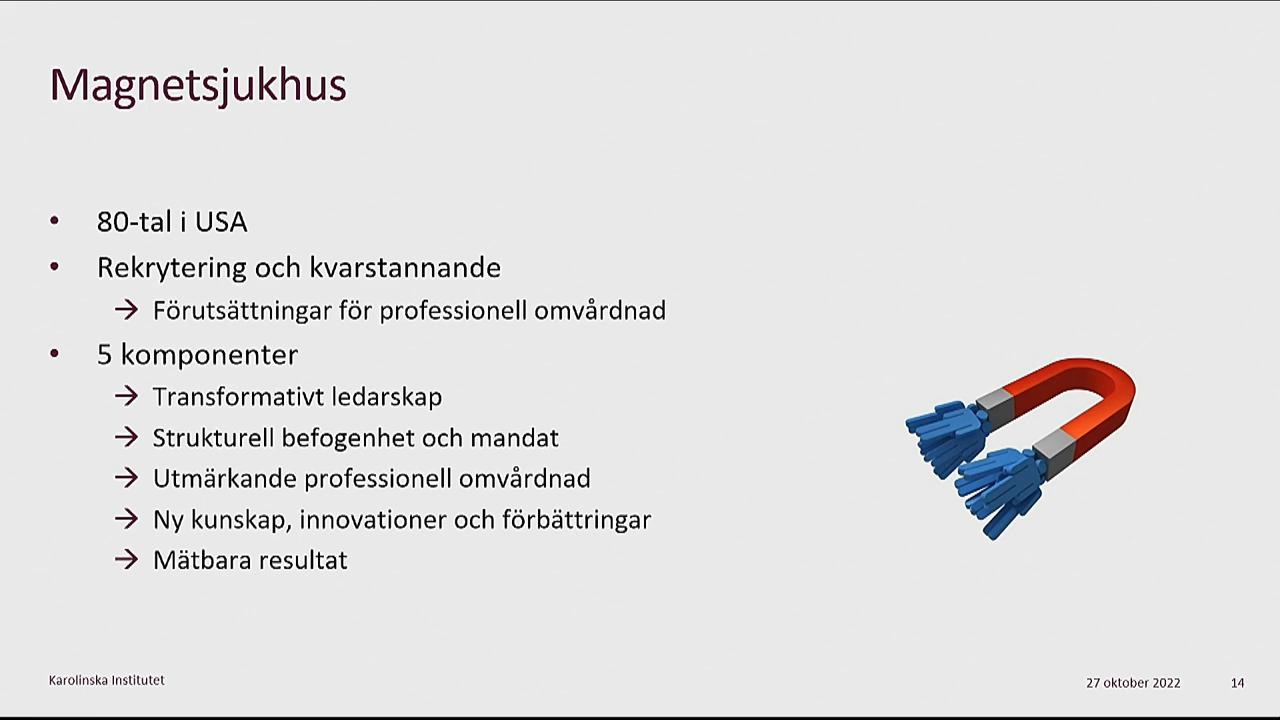 Magnetsjukhus
• 80-tal i USA
• Rekrytering och kvarstannande
→ Förutsättningar för professionell omvårdnad
• 5 komponenter
→ Transformativt ledarskap
→ Strukturell befogenhet och mandat
→ Utmärkande professionell omvårdnad
→ Ny kunskap, innovationer och förbättringar
→ Mätbara resultat
Karolinska Institutet
27 oktober 2022
14